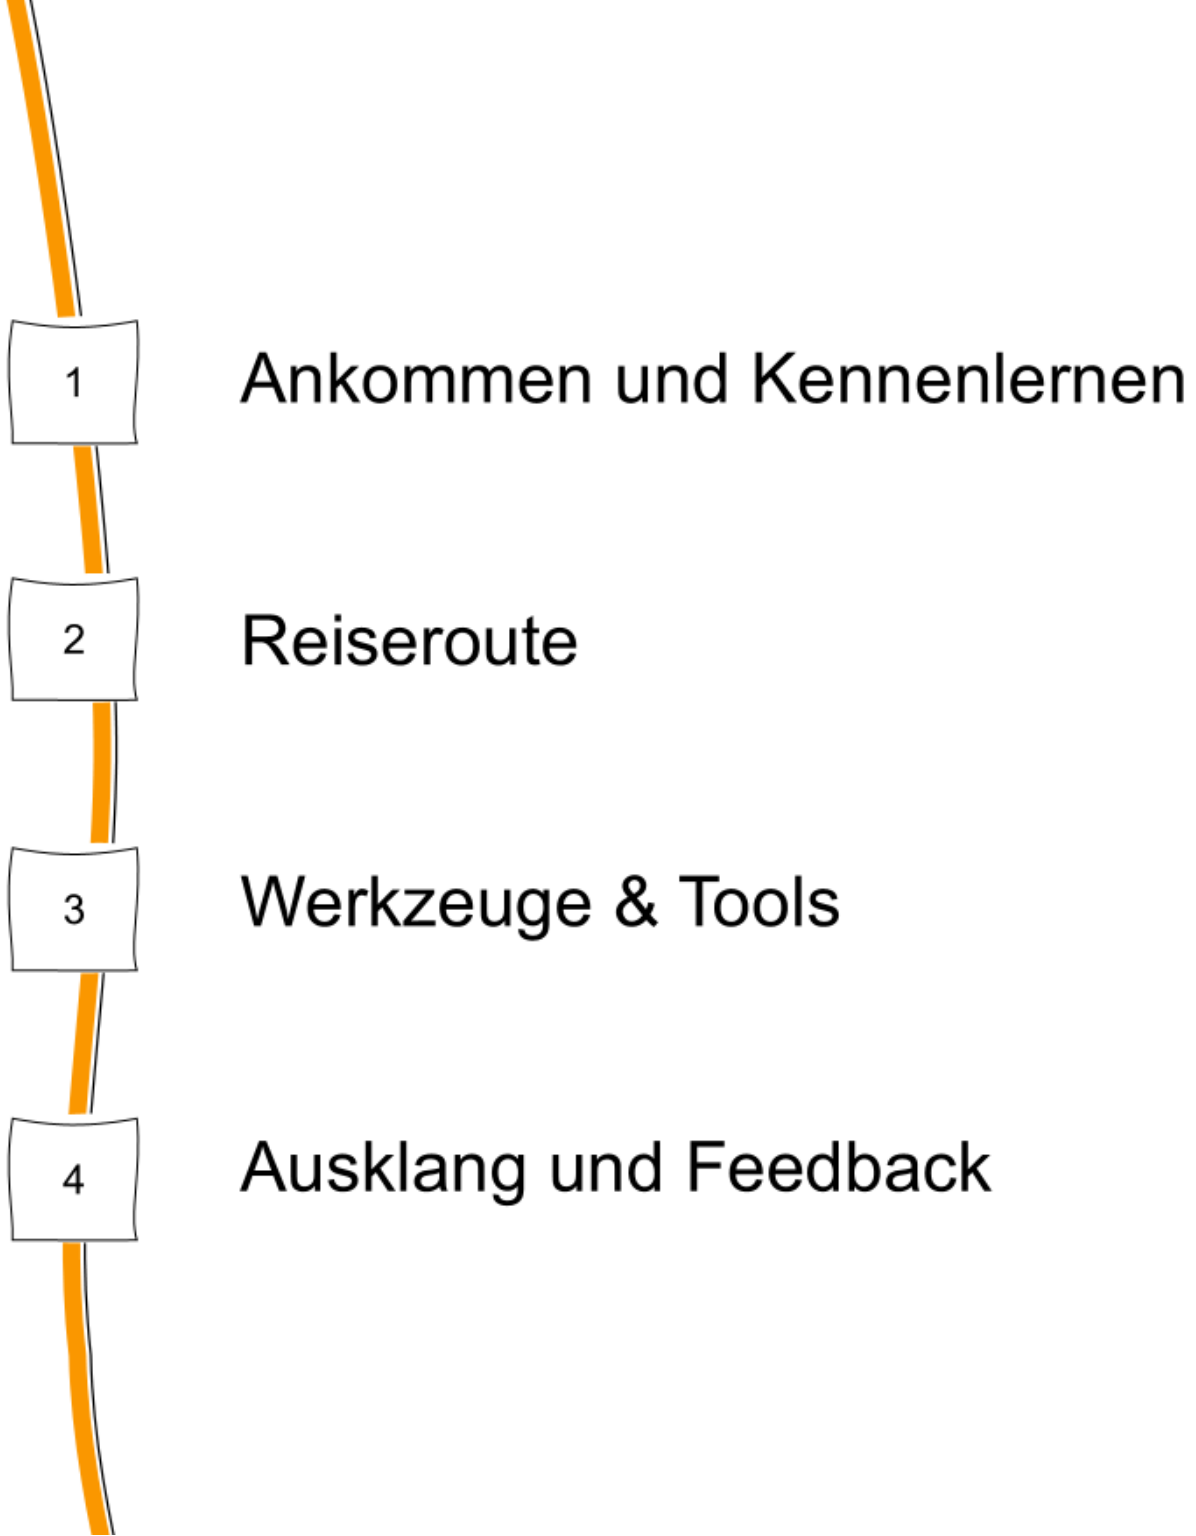 1 Ankommen und Kennenlernen
2 Reiseroute
3 Werkzeuge & Tools
4 Ausklang und Feedback